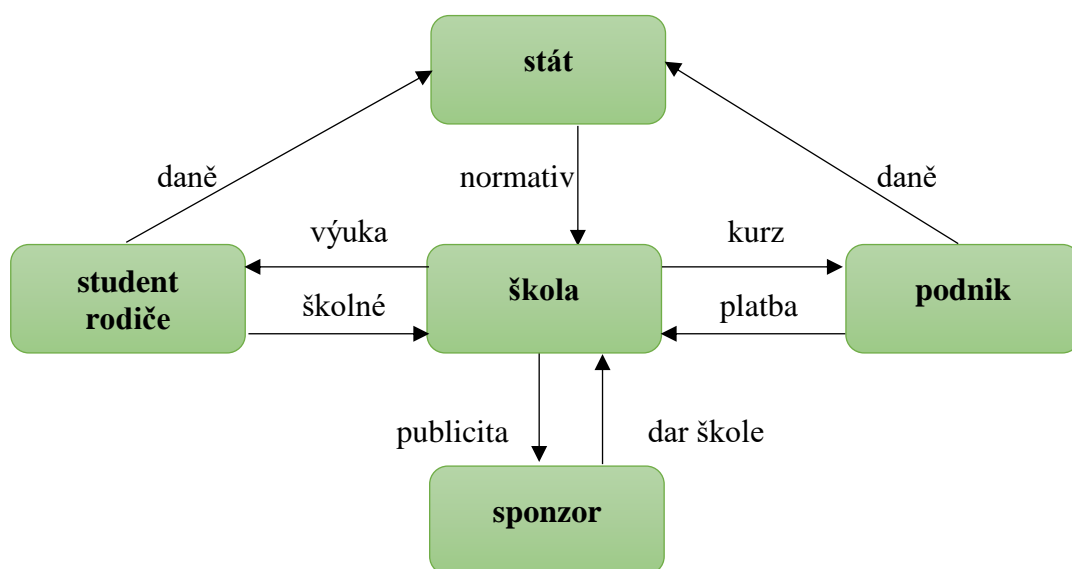 stát
daně
normativ
daně
výuka
kurz
student
rodiče
škola
podnik
školné
platba
publicita
dar škole
sponzor